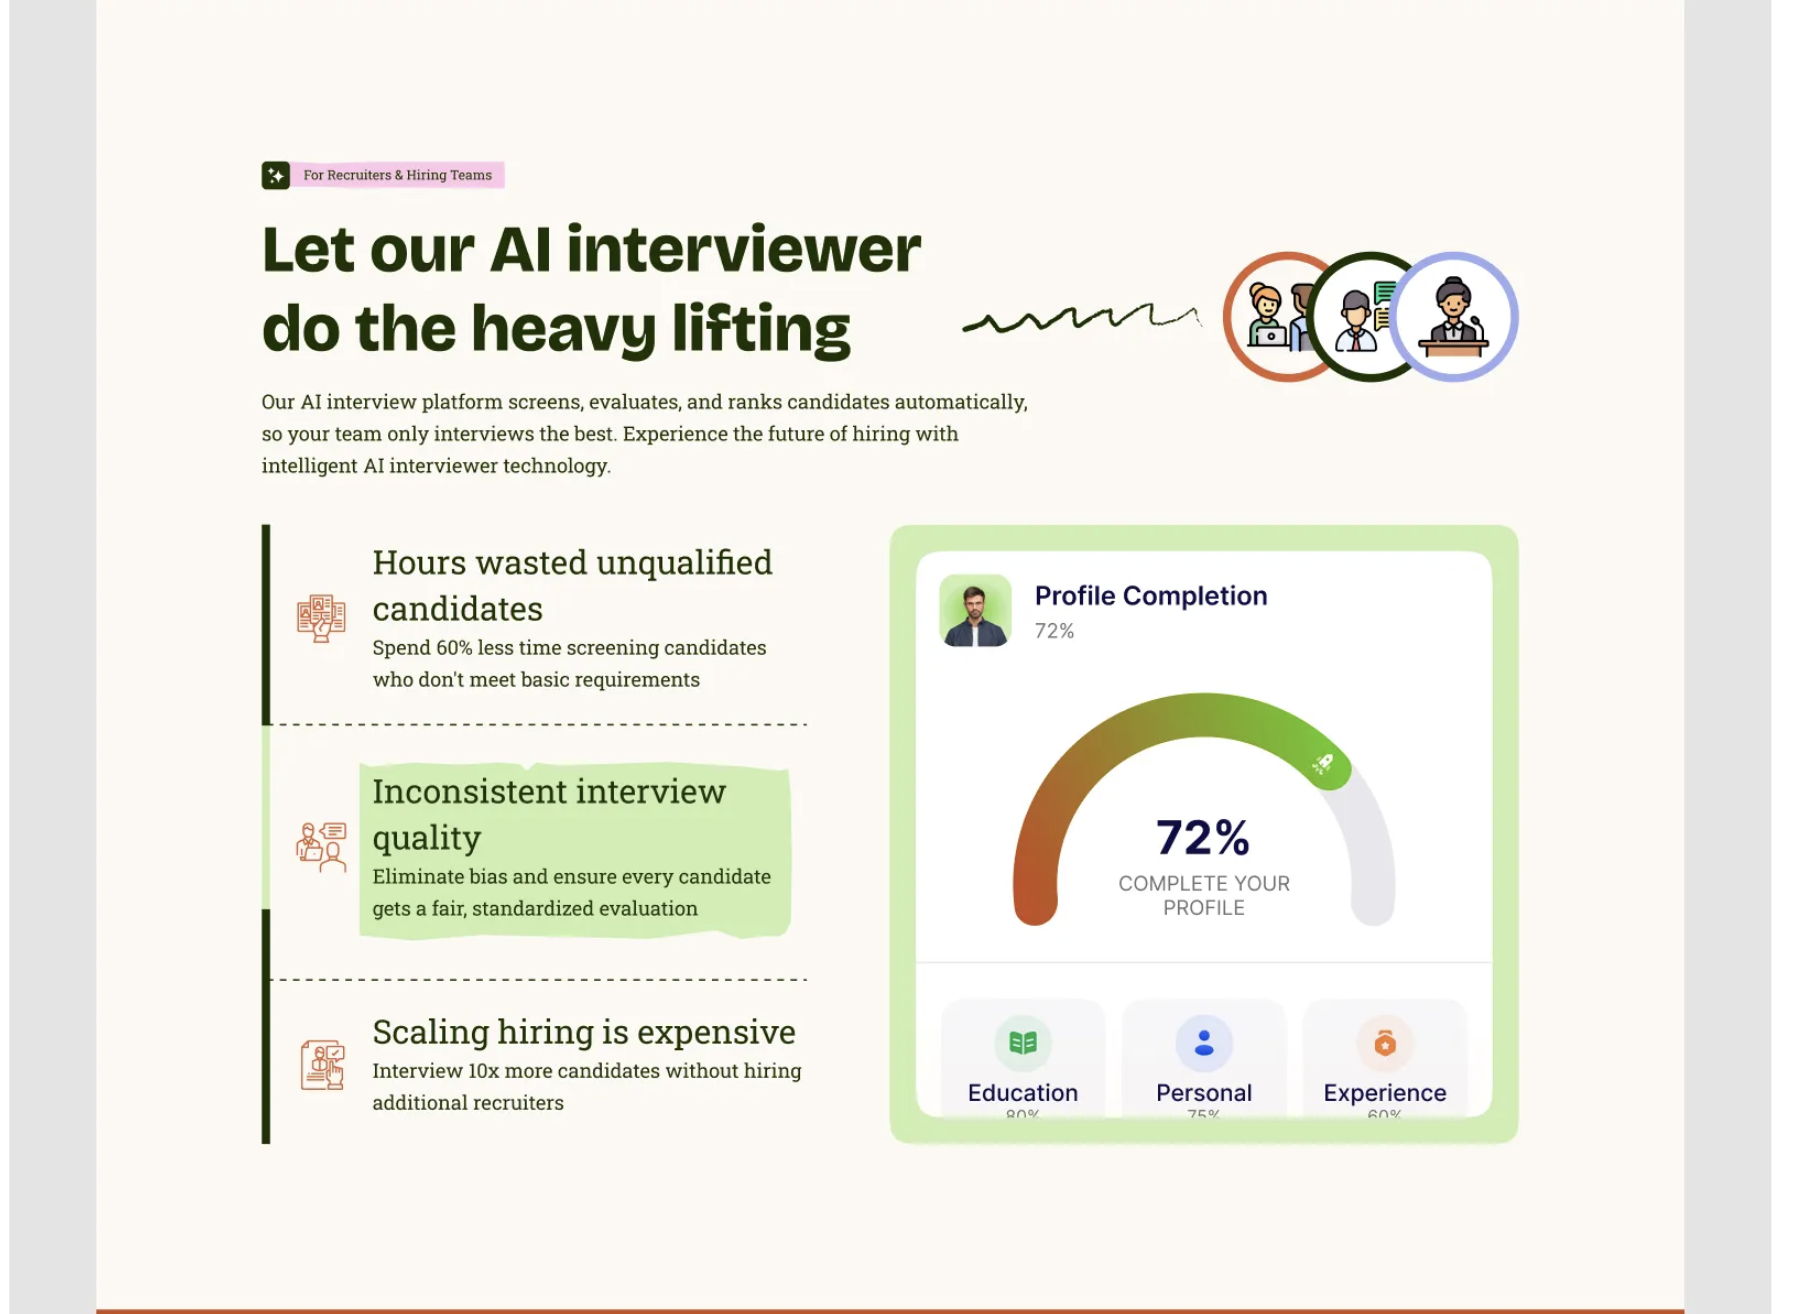 For Recruiters & Hiring Teams
Let our AI interviewer
do the heavy lifting
Our AI interview platform screens, evaluates, and ranks candidates automatically,
so your team only interviews the best. Experience the future of hiring with
intelligent AI interviewer technology.
Hours wasted unqualified
candidates
Spend 60% less time screening candidates
who don't meet basic requirements
Inconsistent interview
quality
Eliminate bias and ensure every candidate
gets a fair, standardized evaluation
Scaling hiring is expensive
Interview 10x more candidates without hiring
additional recruiters
Profile Completion
72%
72%
COMPLETE YOUR
PROFILE
Education
80%
Personal
75%
Experience
60%